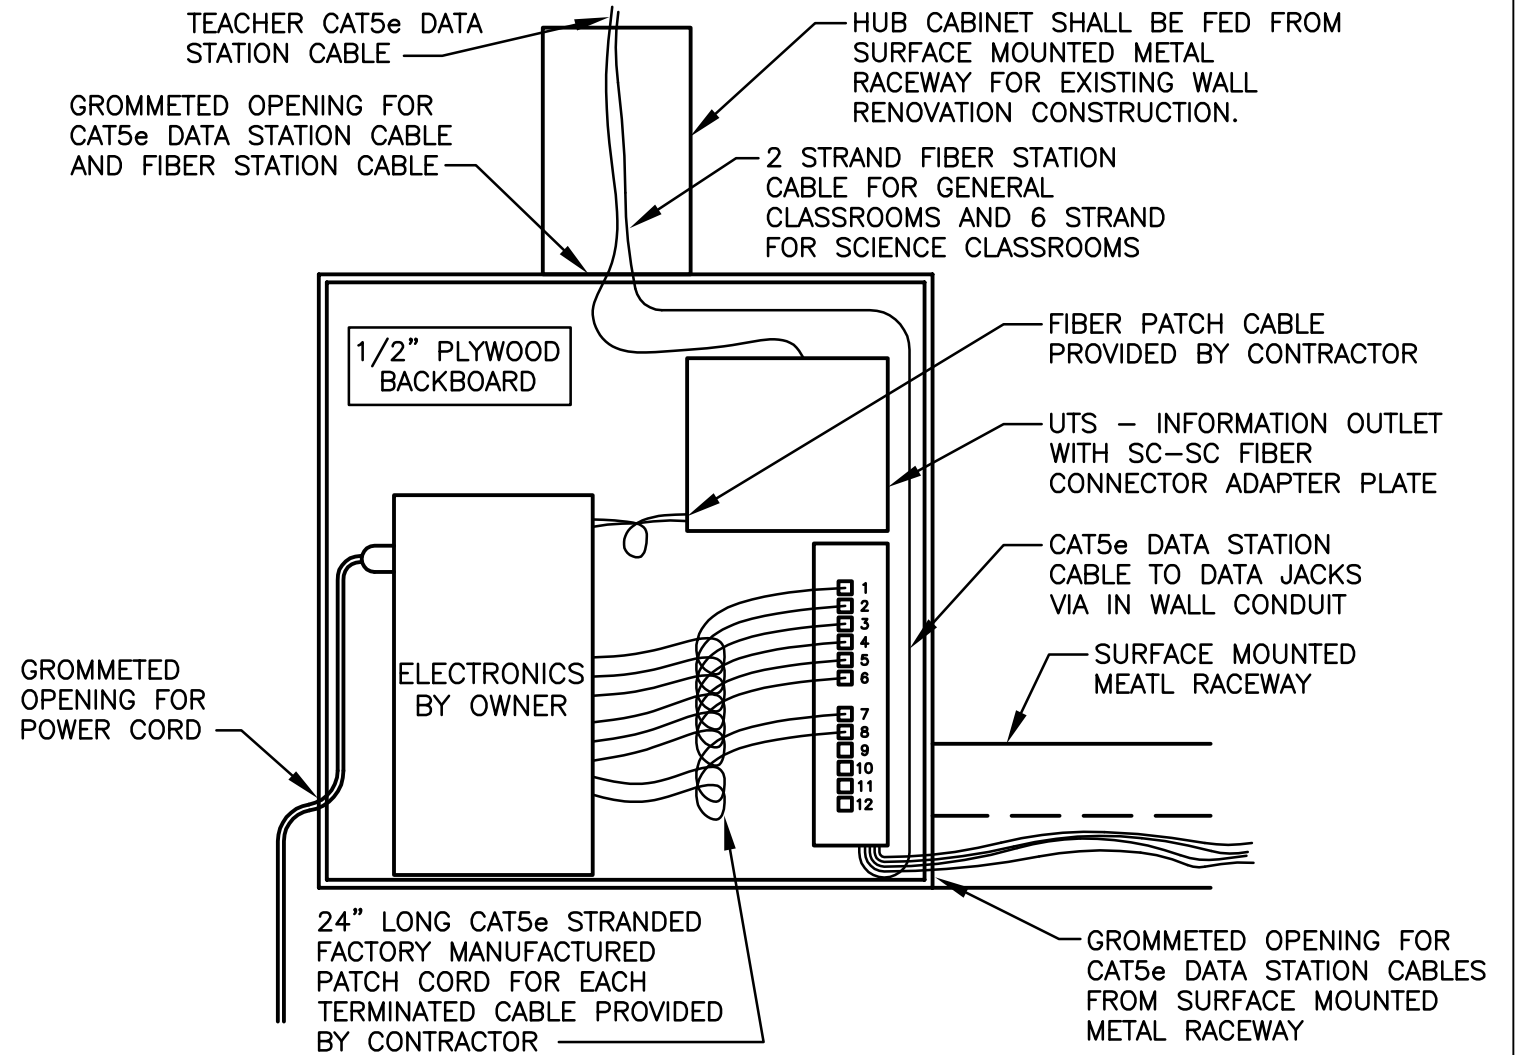 TEACHER CAT5e DATA
STATION CABLE
HUB CABINET SHALL BE FED FROM
SURFACE MOUNTED METAL
RACEWAY FOR EXISTING WALL
RENOVATION CONSTRUCTION.
GROMMETED OPENING FOR
CAT5e DATA STATION CABLE
AND FIBER STATION CABLE
2 STRAND FIBER STATION
CABLE FOR GENERAL
CLASSROOMS AND 6 STRAND
FOR SCIENCE CLASSROOMS
1/2" PLYWOOD
BACKBOARD
FIBER PATCH CABLE
PROVIDED BY CONTRACTOR
UTS – INFORMATION OUTLET
WITH SC–SC FIBER
CONNECTOR ADAPTER PLATE
CAT5e DATA STATION
CABLE TO DATA JACKS
VIA IN WALL CONDUIT
1
2
3
4
5
6
7
8
9
10
11
12
SURFACE MOUNTED
MEATL RACEWAY
ELECTRONICS
BY OWNER
GROMMETED
OPENING FOR
POWER CORD
24" LONG CAT5e STRANDED
FACTORY MANUFACTURED
PATCH CORD FOR EACH
TERMINATED CABLE PROVIDED
BY CONTRACTOR
GROMMETED OPENING FOR
CAT5e DATA STATION CABLES
FROM SURFACE MOUNTED
METAL RACEWAY